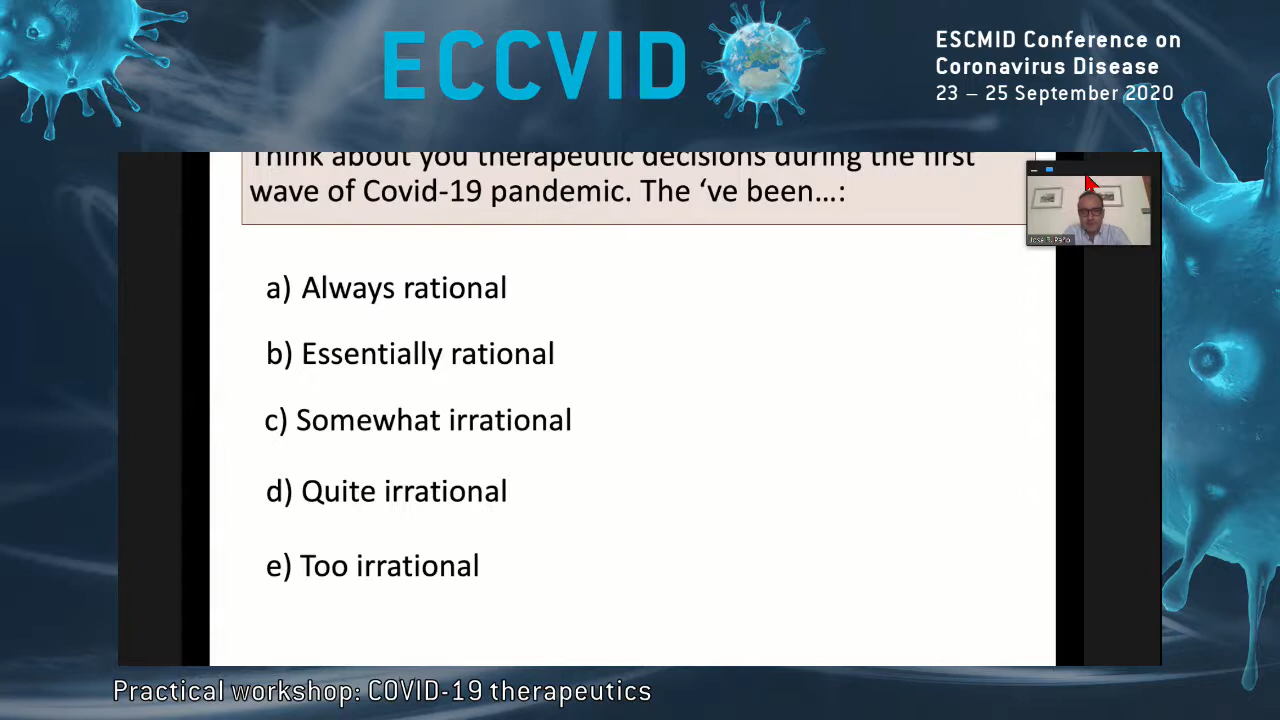 ECCVID
ESCMID Conference on
Coronavirus Disease
23 – 25 September 2020
Think about you therapeutic decisions during the first
wave of Covid-19 pandemic. The ‘ve been…:
a) Always rational
b) Essentially rational
c) Somewhat irrational
d) Quite irrational
e) Too irrational
José R. Paño
Practical workshop: COVID-19 therapeutics